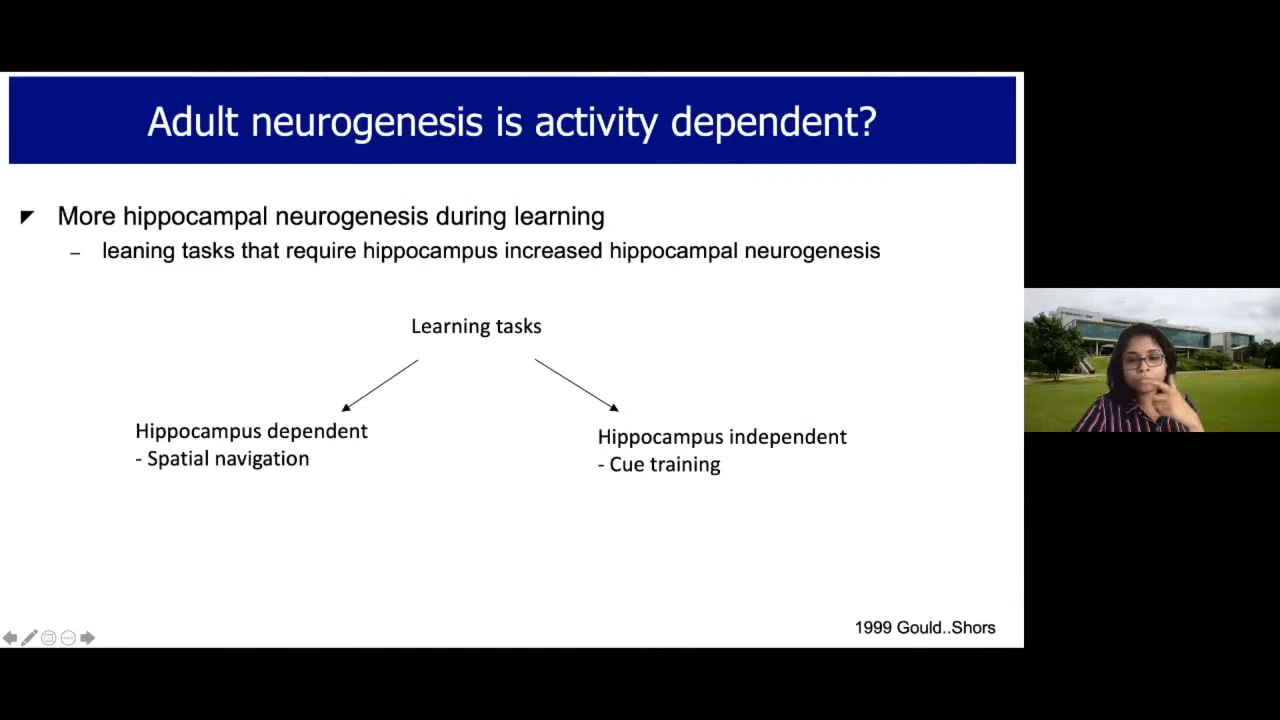 Adult neurogenesis is activity dependent?
More hippocampal neurogenesis during learning
– leaning tasks that require hippocampus increased hippocampal neurogenesis
Learning tasks
Hippocampus dependent
- Spatial navigation
Hippocampus independent
- Cue training
1999 Gould..Shors